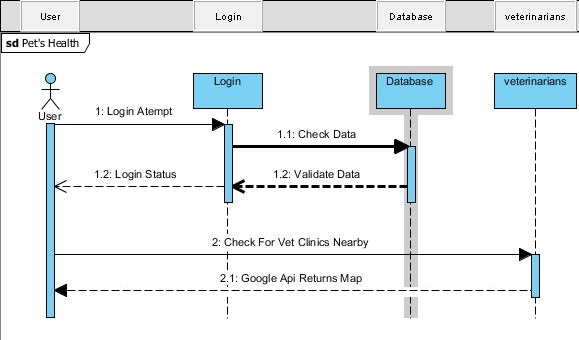 User Login Database veterinarians
sd Pet's Health
Login Database veterinarians
User
1: Login Atempt
1.1: Check Data
1.2: Login Status 1.2: Validate Data
2: Check For Vet Clinics Nearby
2.1: Google Api Returns Map